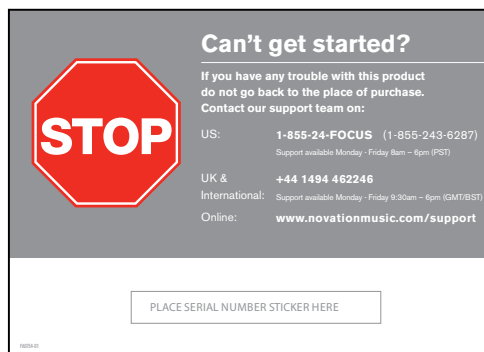 STOP
Can't get started?
If you have any trouble with this product
do not go back to the place of purchase.
Contact our support team on:
US: 1-855-24-FOCUS (1-855-243-6287)
Support available Monday - Friday 8am – 6pm (PST)
UK &
International: +44 1494 462246
Support available Monday - Friday 9:30am – 6pm (GMT/BST)
Online: www.novationmusic.com/support
PLACE SERIAL NUMBER STICKER HERE